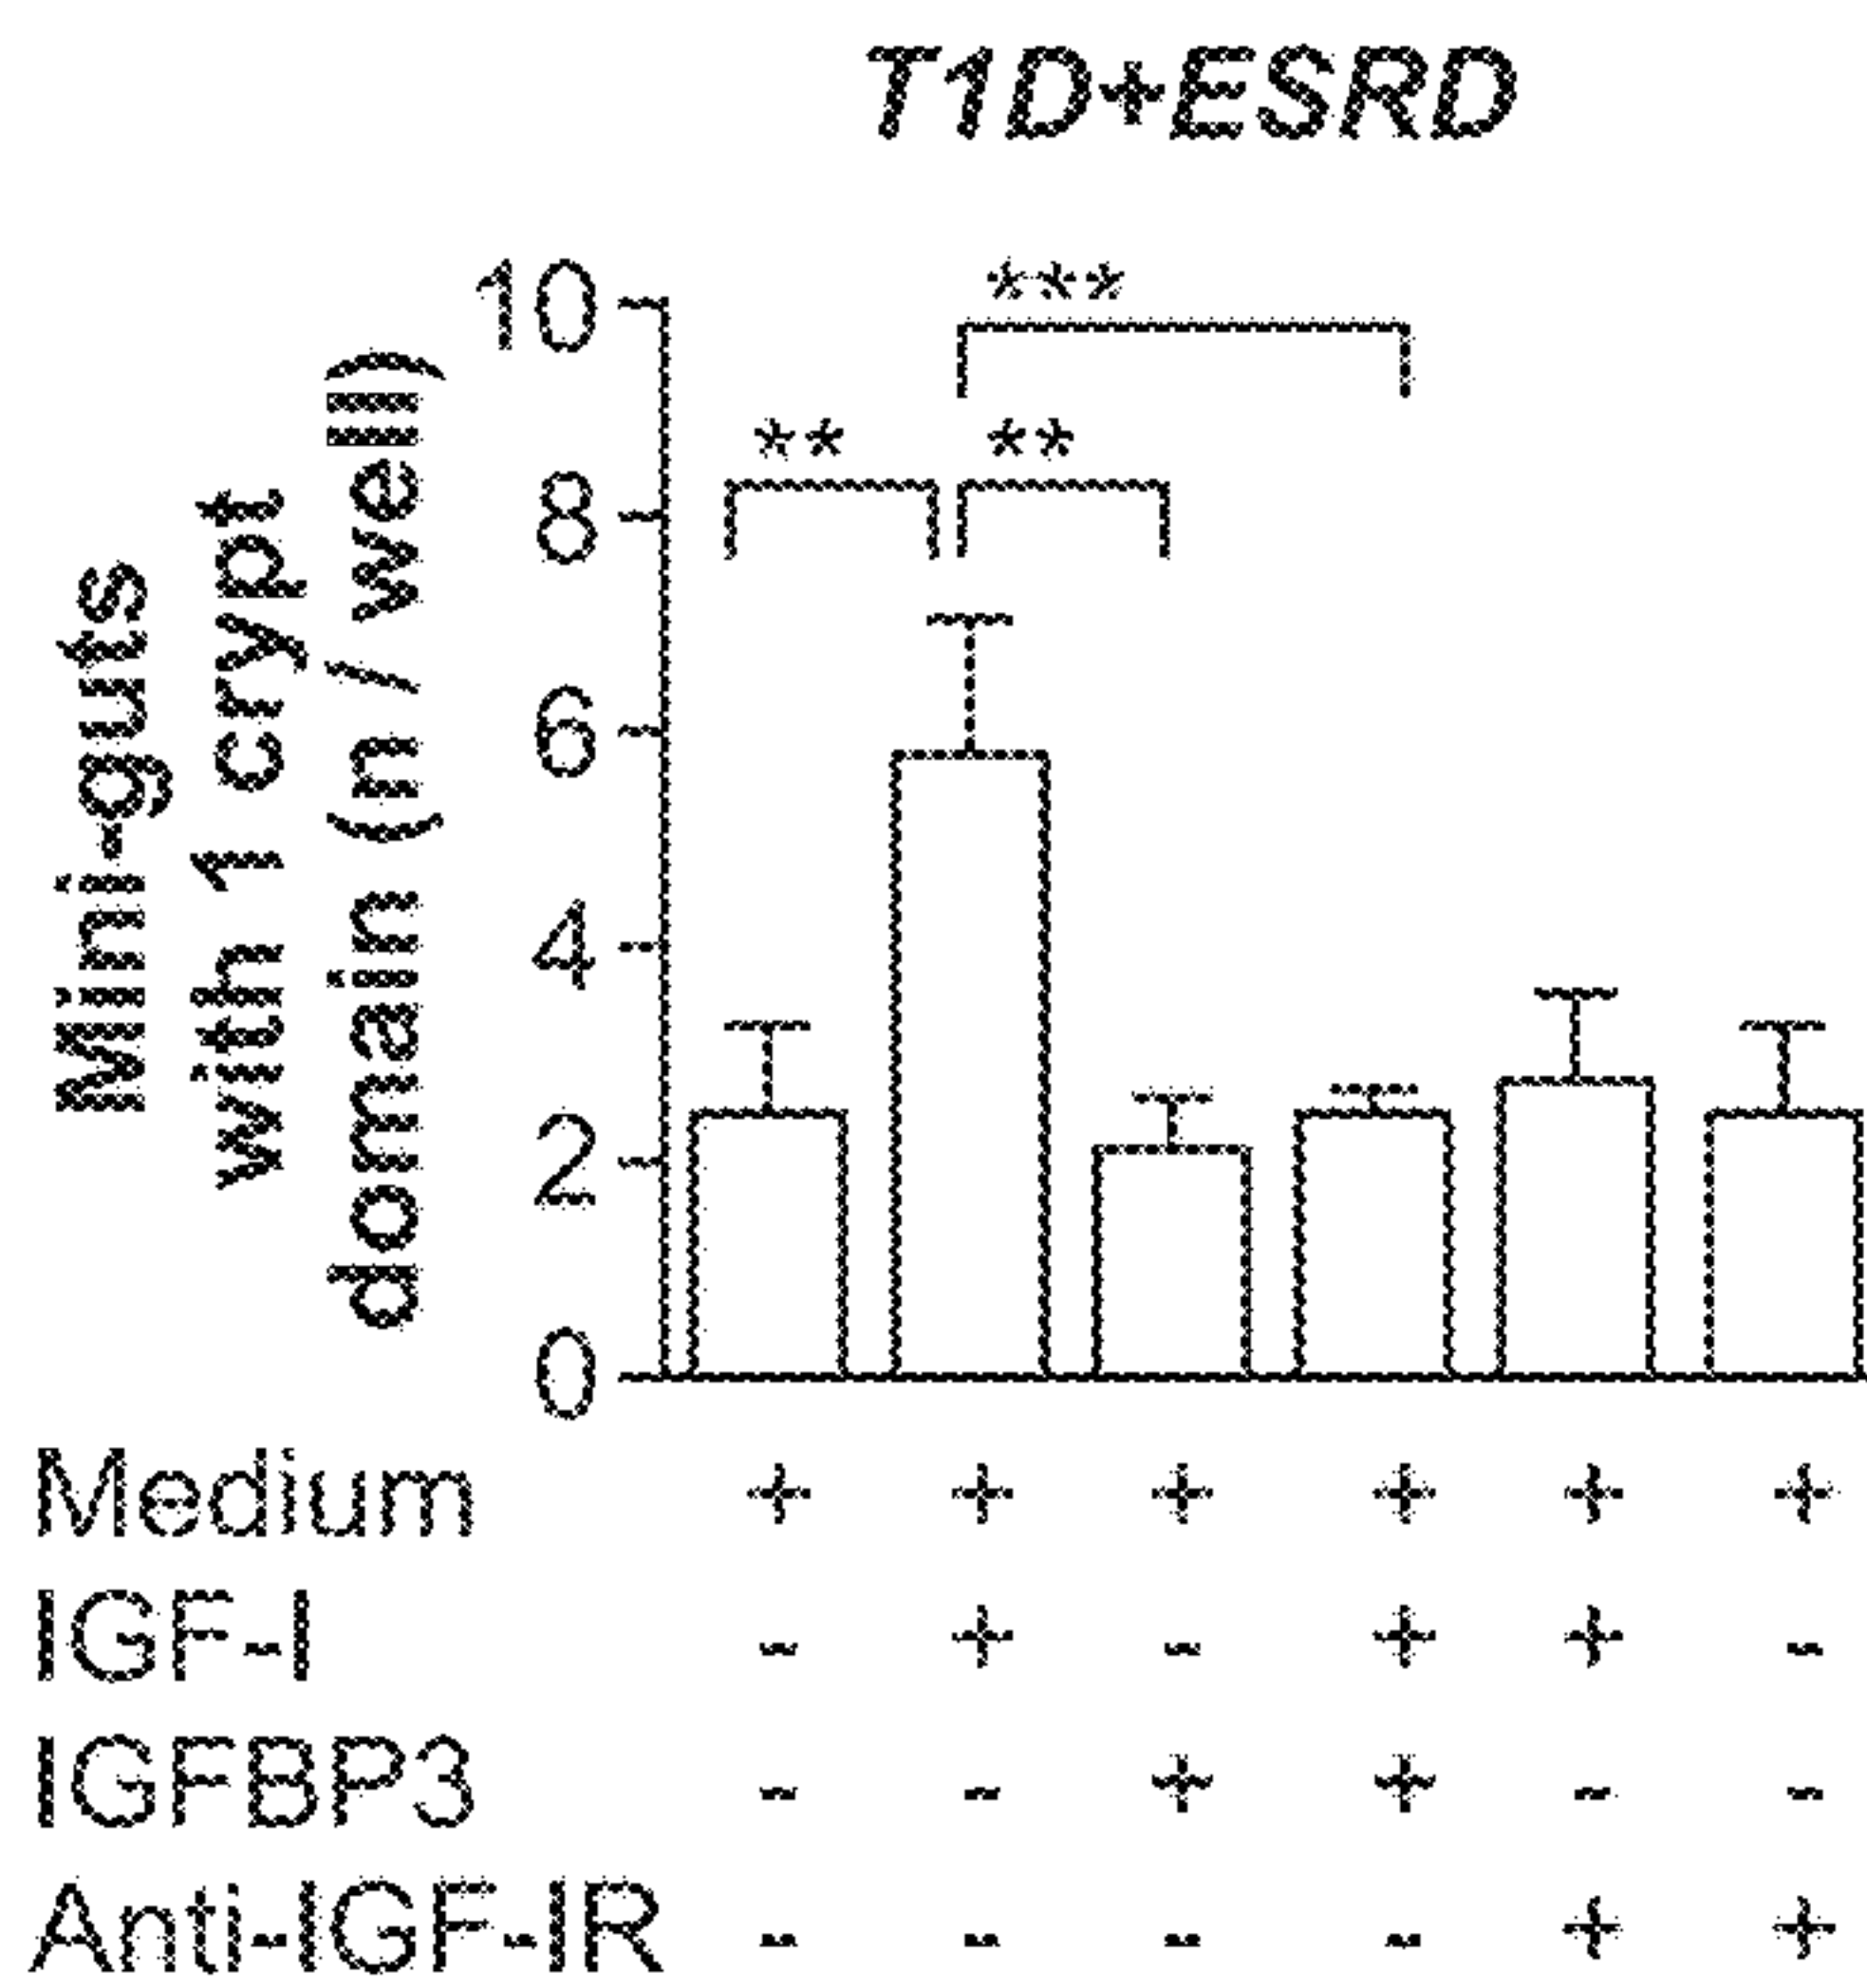 T1D+ESRD
Mini-guts
with 1 crypt
domain (n / well)
10
8
6
4
2
0
***
** **
Medium + + + + + +
IGF-I - + - + + -
IGFBP3 - - + + - -
Anti-IGF-IR - - - - + +